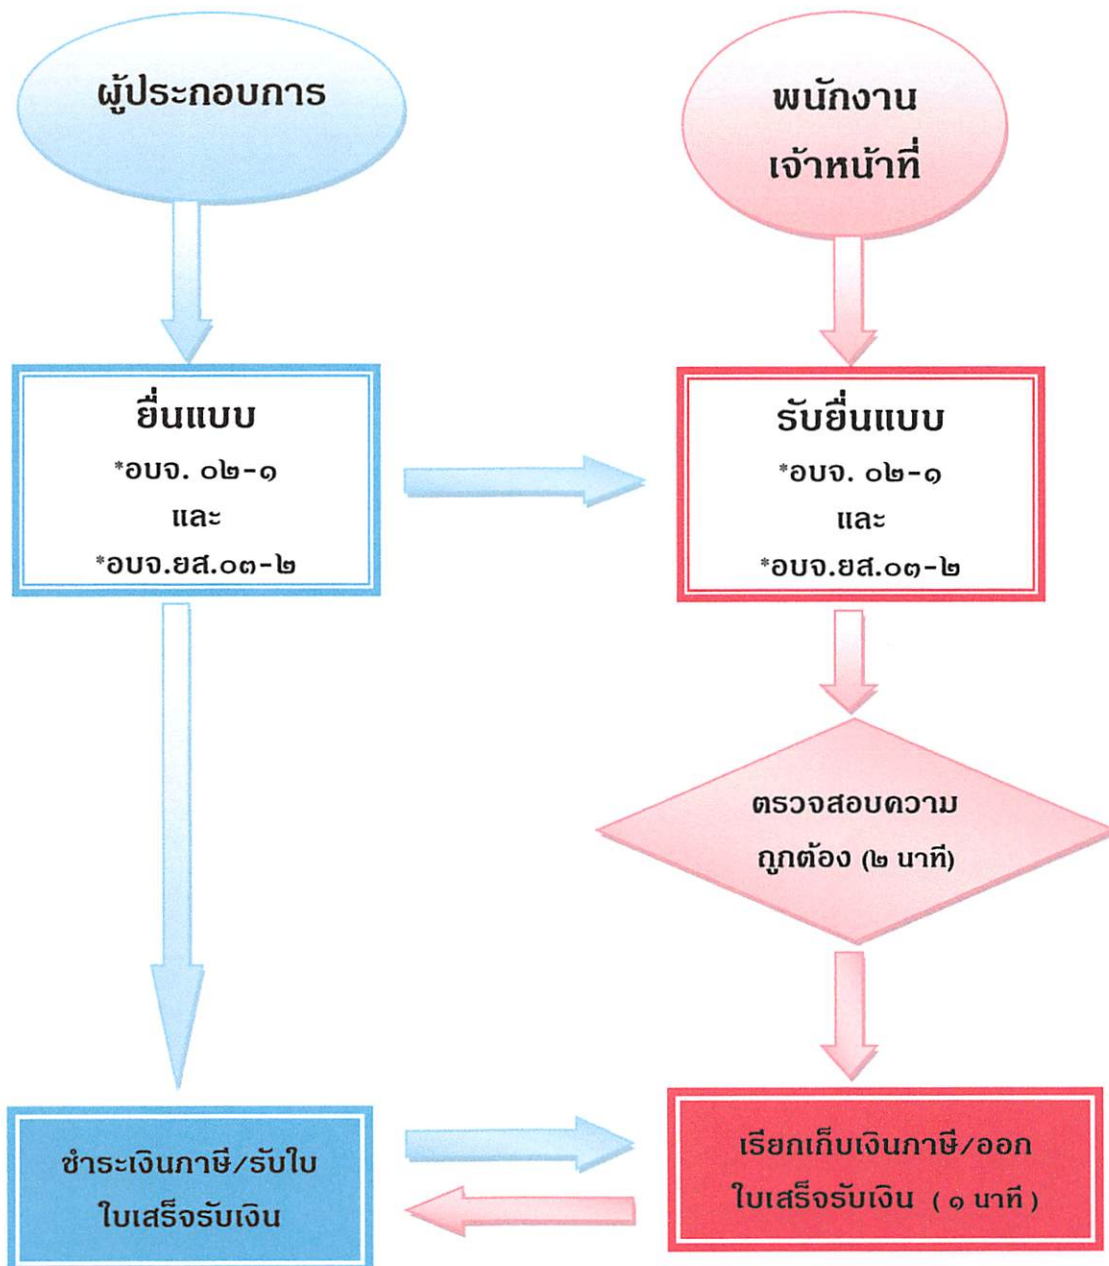 ผู้ประกอบการ
พนักงาน
เจ้าหน้าที่
ยื่นแบบ
*อบจ. ๐๒-๑
และ
*อบจ.ยส.๐๓-๒
รับยื่นแบบ
*อบจ. ๐๒-๑
และ
*อบจ.ยส.๐๓-๒
ตรวจสอบความ
ถูกต้อง (๒ นาที)
ชำระเงินภาษี/รับใบ
ใบเสร็จรับเงิน
เรียกเก็บเงินภาษี/ออก
ใบเสร็จรับเงิน ( ๑ นาที )